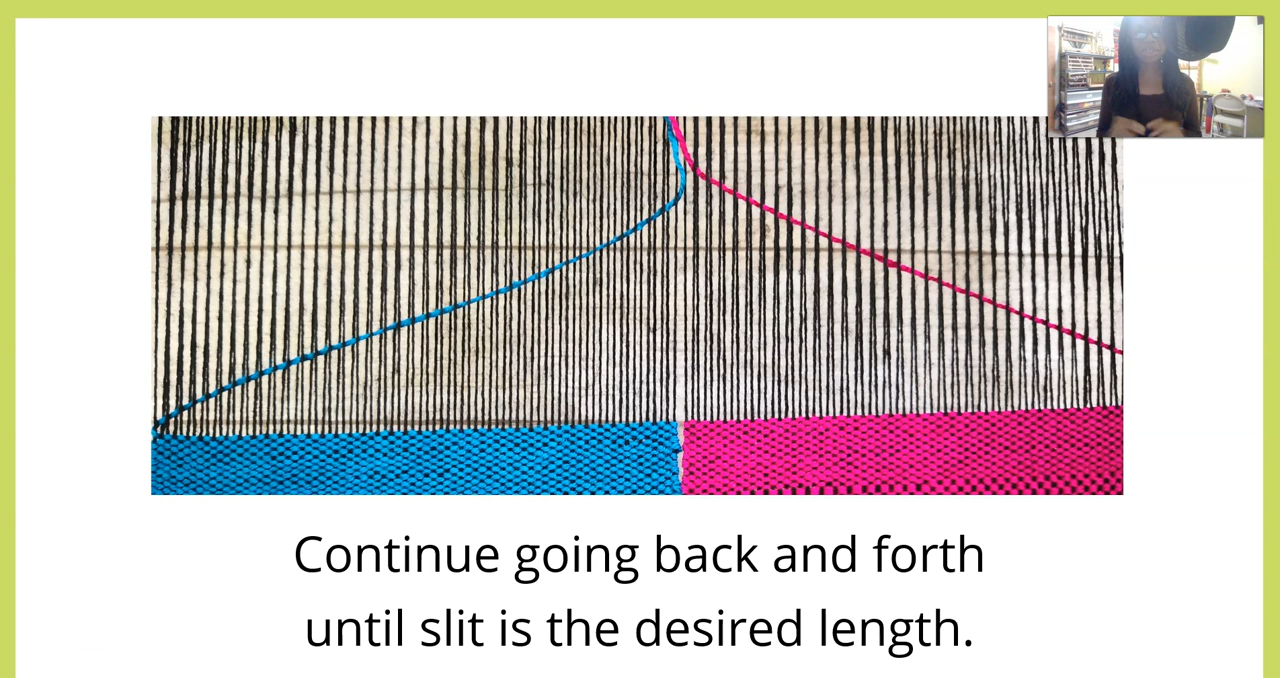 Continue going back and forth
until slit is the desired length.